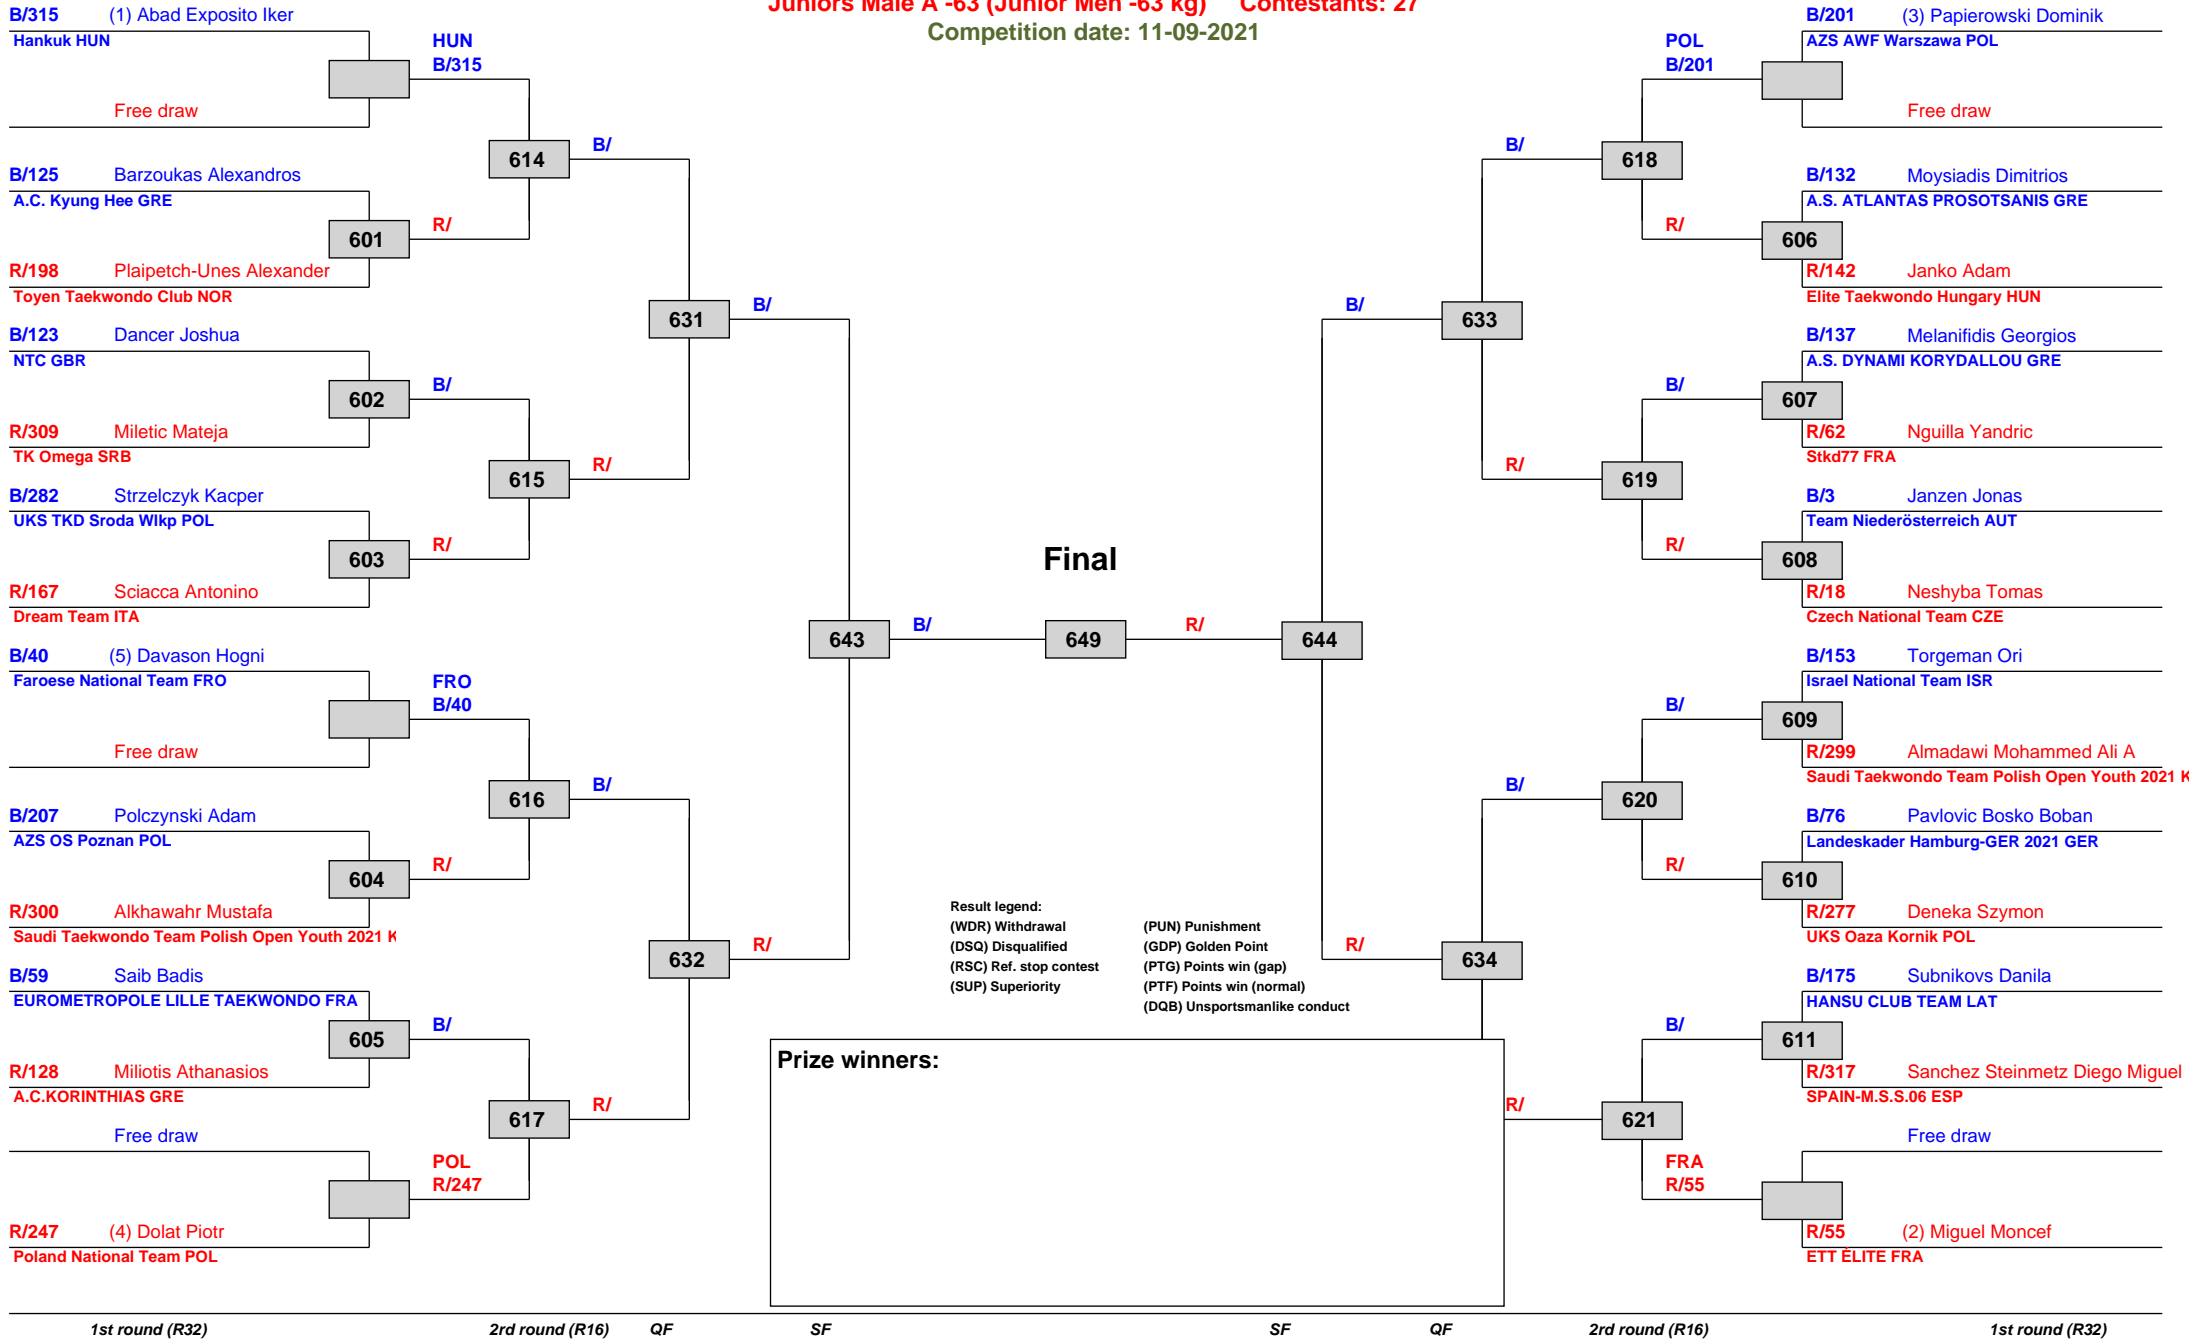 Juniors Male A -63 (Junior Men -63 kg) Contestants: 27
Competition date: 11-09-2021
B/315 (1) Abad Exposito Iker
Hankuk HUN
Free draw
HUN
B/315
B/125 Barzoukas Alexandros
A.C. Kyung Hee GRE
601
R/198 Plaipetch-Unes Alexander
Toyen Taekwondo Club NOR
R/
614
B/
B/123 Dancer Joshua
NTC GBR
602
R/309 Miletic Mateja
TK Omega SRB
B/
B/282 Strzelczyk Kacper
UKS TKD Sroda Wlkp POL
603
R/167 Sciacca Antonino
Dream Team ITA
R/
615
R/
631
B/
B/40 (5) Davason Hogni
Faroese National Team FRO
Free draw
FRO
B/40
B/207 Polczynski Adam
AZS OS Poznan POL
604
R/300 Alkhawahr Mustafa
Saudi Taekwondo Team Polish Open Youth 2021 K
R/
616
B/
B/59 Saib Badis
EUROMETROPOLE LILLE TAEKWONDO FRA
605
R/128 Miliotis Athanasios
A.C.KORINTHIAS GRE
B/
Free draw
R/247 (4) Dolat Piotr
Poland National Team POL
POL
R/247
617
R/
632
R/
643
B/
Final
649
R/
644
B/201 (3) Papierowski Dominik
AZS AWF Warszawa POL
Free draw
POL
B/201
B/132 Moysiadis Dimitrios
A.S. ATLANTAS PROSOTSANIS GRE
606
R/142 Janko Adam
Elite Taekwondo Hungary HUN
R/
618
B/
B/137 Melanifidis Georgios
A.S. DYNAMI KORYDALLOU GRE
607
R/62 Nguilla Yandric
Stkd77 FRA
B/
B/3 Janzen Jonas
Team Niederösterreich AUT
608
R/18 Neshyba Tomas
Czech National Team CZE
R/
619
R/
633
B/
B/153 Torgeman Ori
Israel National Team ISR
609
R/299 Almadawi Mohammed Ali A
Saudi Taekwondo Team Polish Open Youth 2021 K
B/
B/76 Pavlovic Bosko Boban
Landeskader Hamburg-GER 2021 GER
610
R/277 Deneka Szymon
UKS Oaza Kornik POL
R/
620
B/
B/175 Subnikovs Danila
HANSU CLUB TEAM LAT
611
R/317 Sanchez Steinmetz Diego Miguel
SPAIN-M.S.S.06 ESP
B/
Free draw
R/55 (2) Miguel Moncef
ETT ÉLITE FRA
FRA
R/55
621
R/
634
R/
Result legend:
(WDR) Withdrawal (PUN) Punishment
(DSQ) Disqualified (GDP) Golden Point
(RSC) Ref. stop contest (PTG) Points win (gap)
(SUP) Superiority (PTF) Points win (normal)
(DQB) Unsportsmanlike conduct
Prize winners:
1st round (R32) 2rd round (R16) QF SF SF QF 2rd round (R16) 1st round (R32)